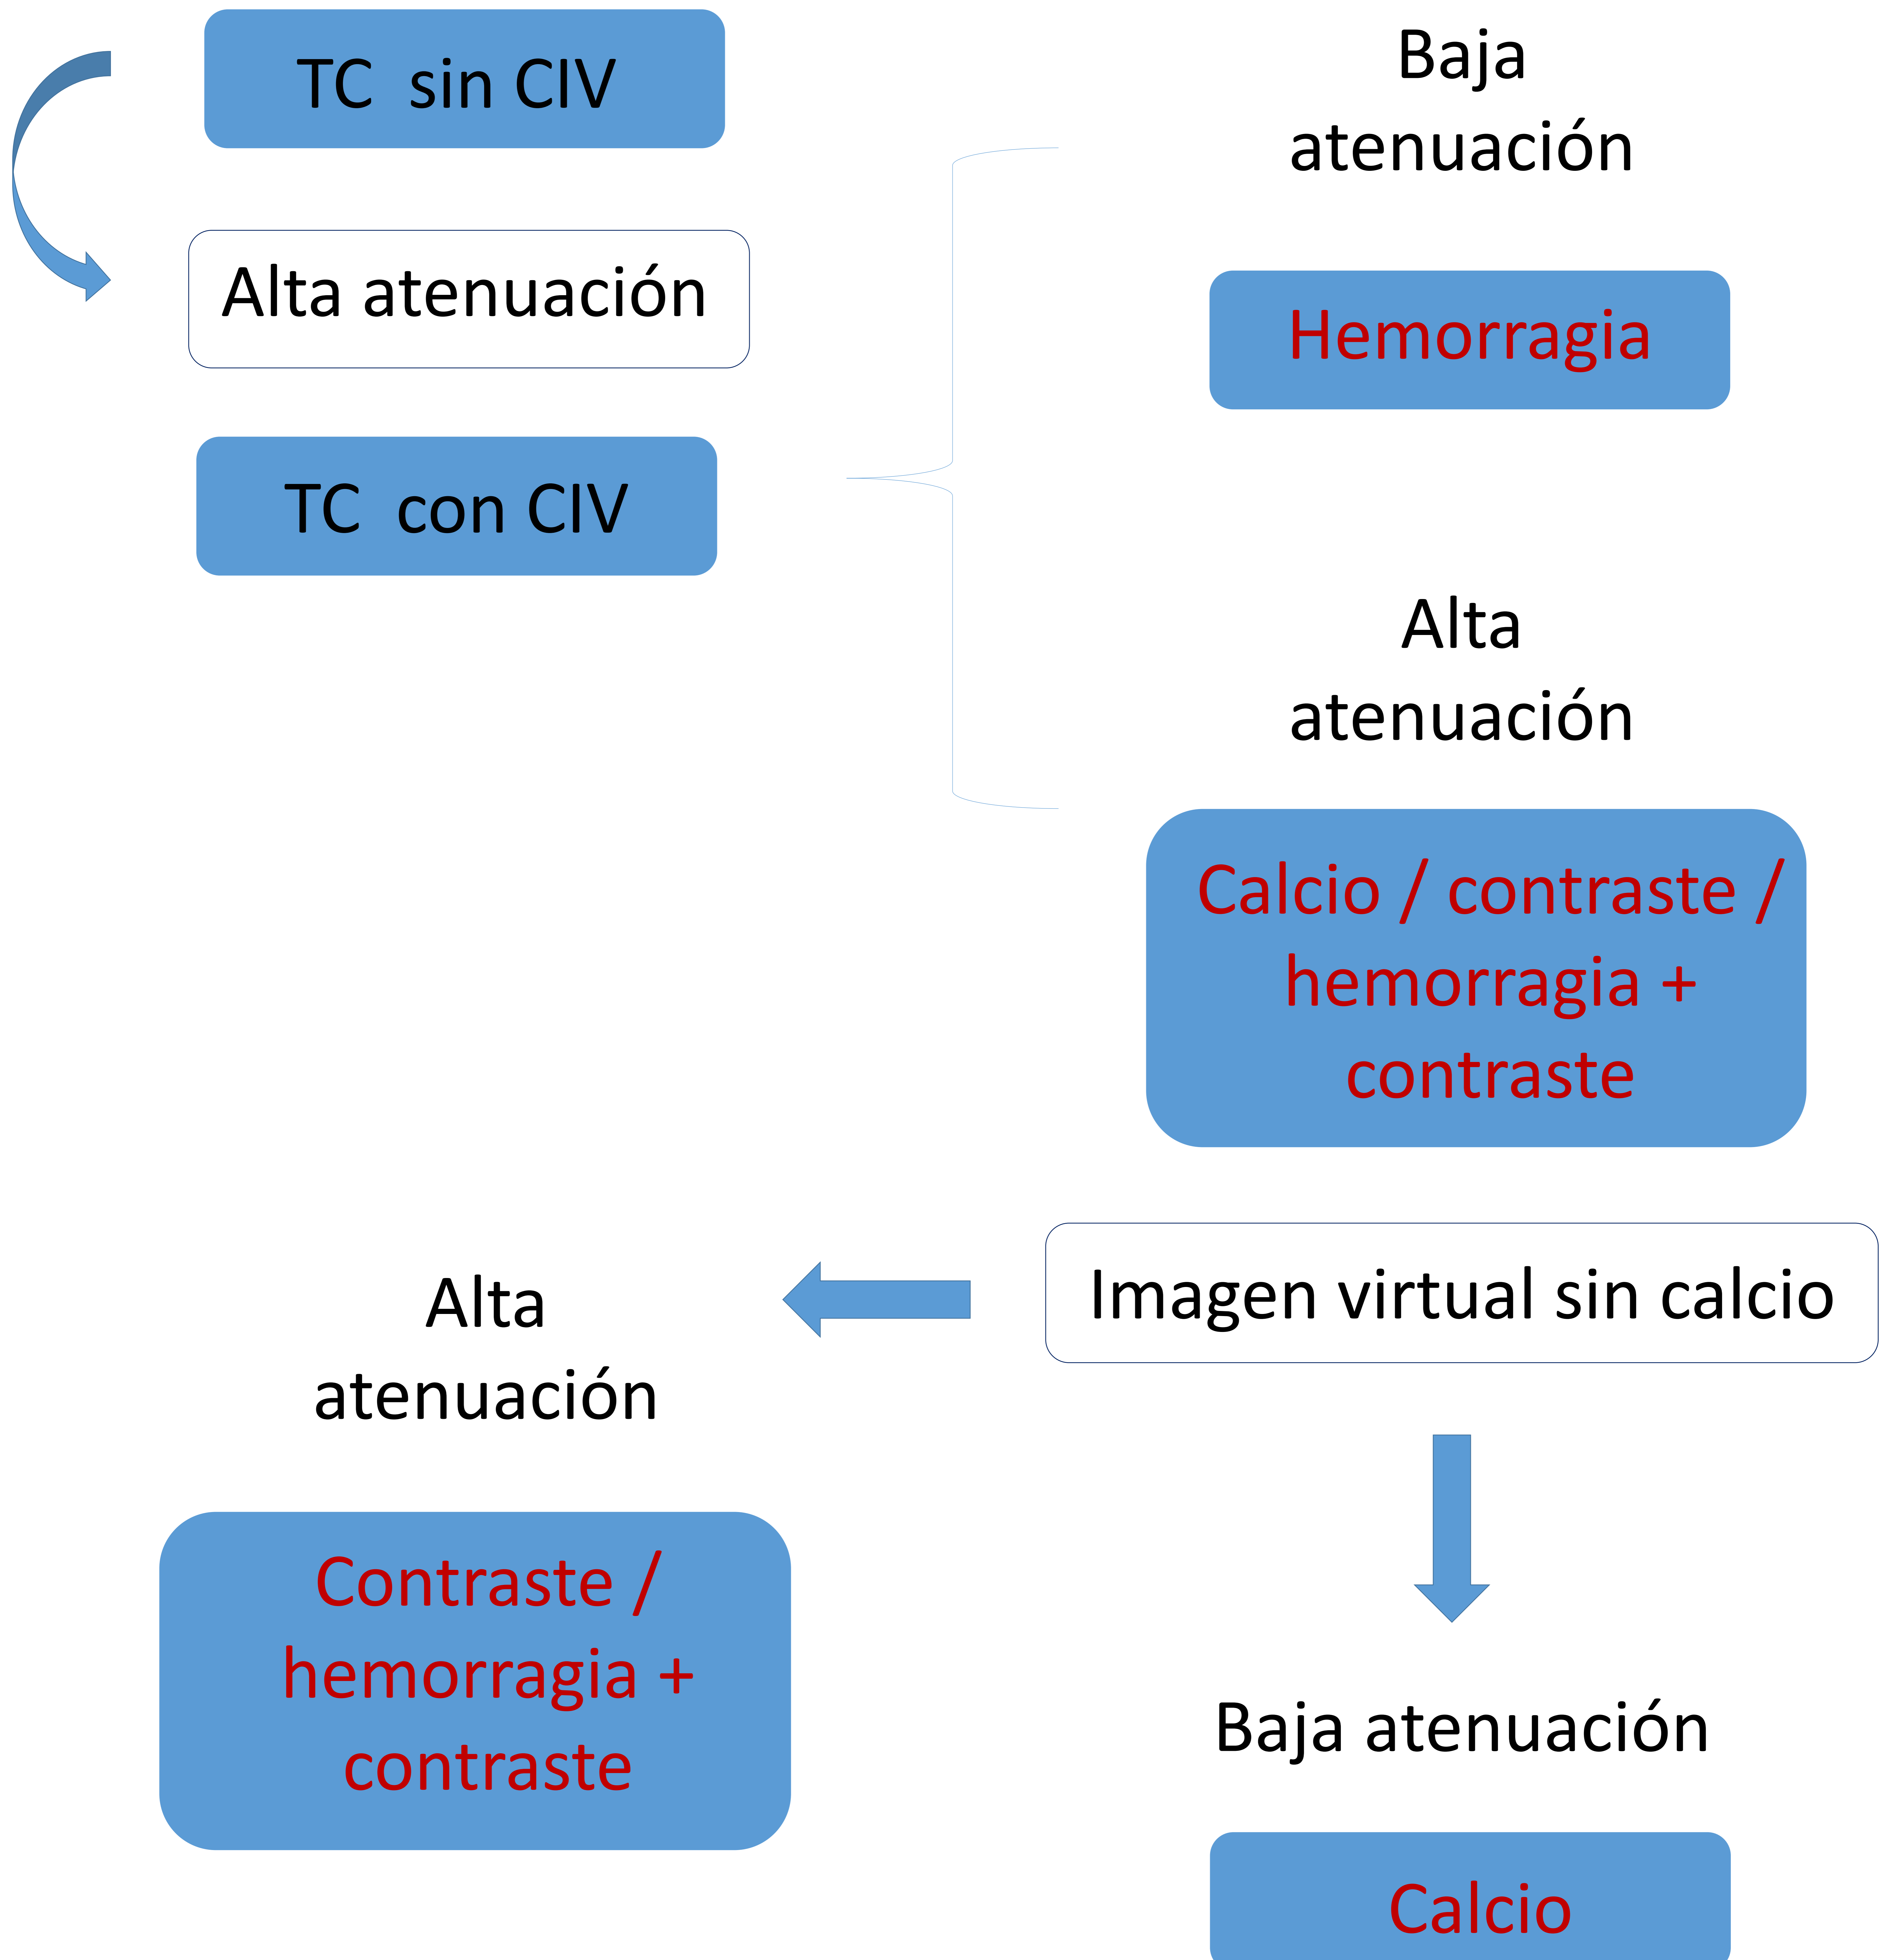 TC sin CIV
Alta atenuación
TC con CIV
Baja
atenuación
Hemorragia
Alta
atenuación
Calcio / contraste /
hemorragia +
contraste
Imagen virtual sin calcio
Alta
atenuación
Contraste /
hemorragia +
contraste
Baja atenuación
Calcio